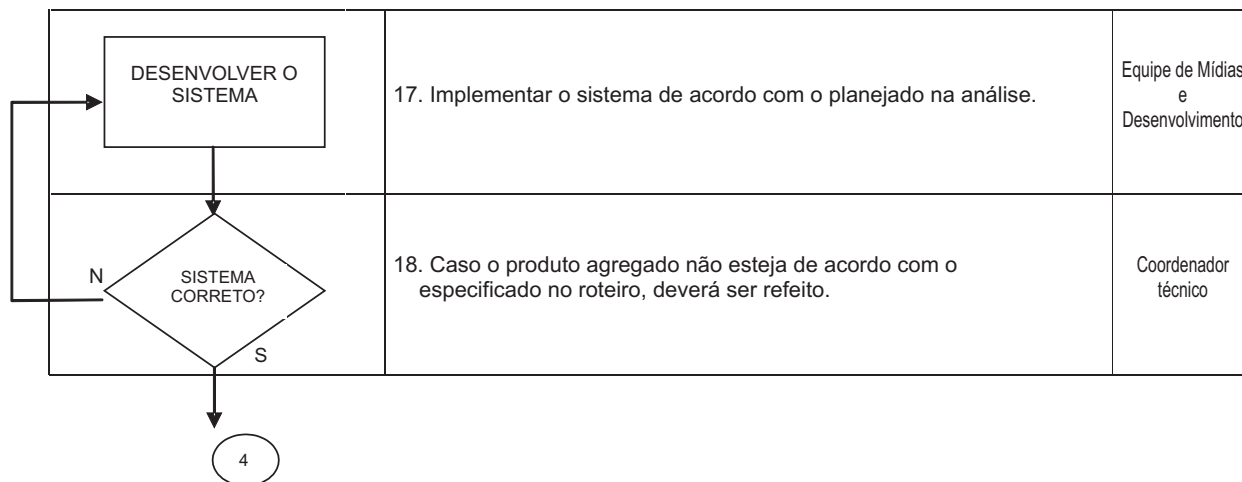 DESENVOLVER O
SISTEMA
17. Implementar o sistema de acordo com o planejado na análise.
Equipe de Mídias
e
Desenvolvimento
N
SISTEMA
CORRETO?
S
18. Caso o produto agregado não esteja de acordo com o
especificado no roteiro, deverá ser refeito.
Coordenador
técnico
4